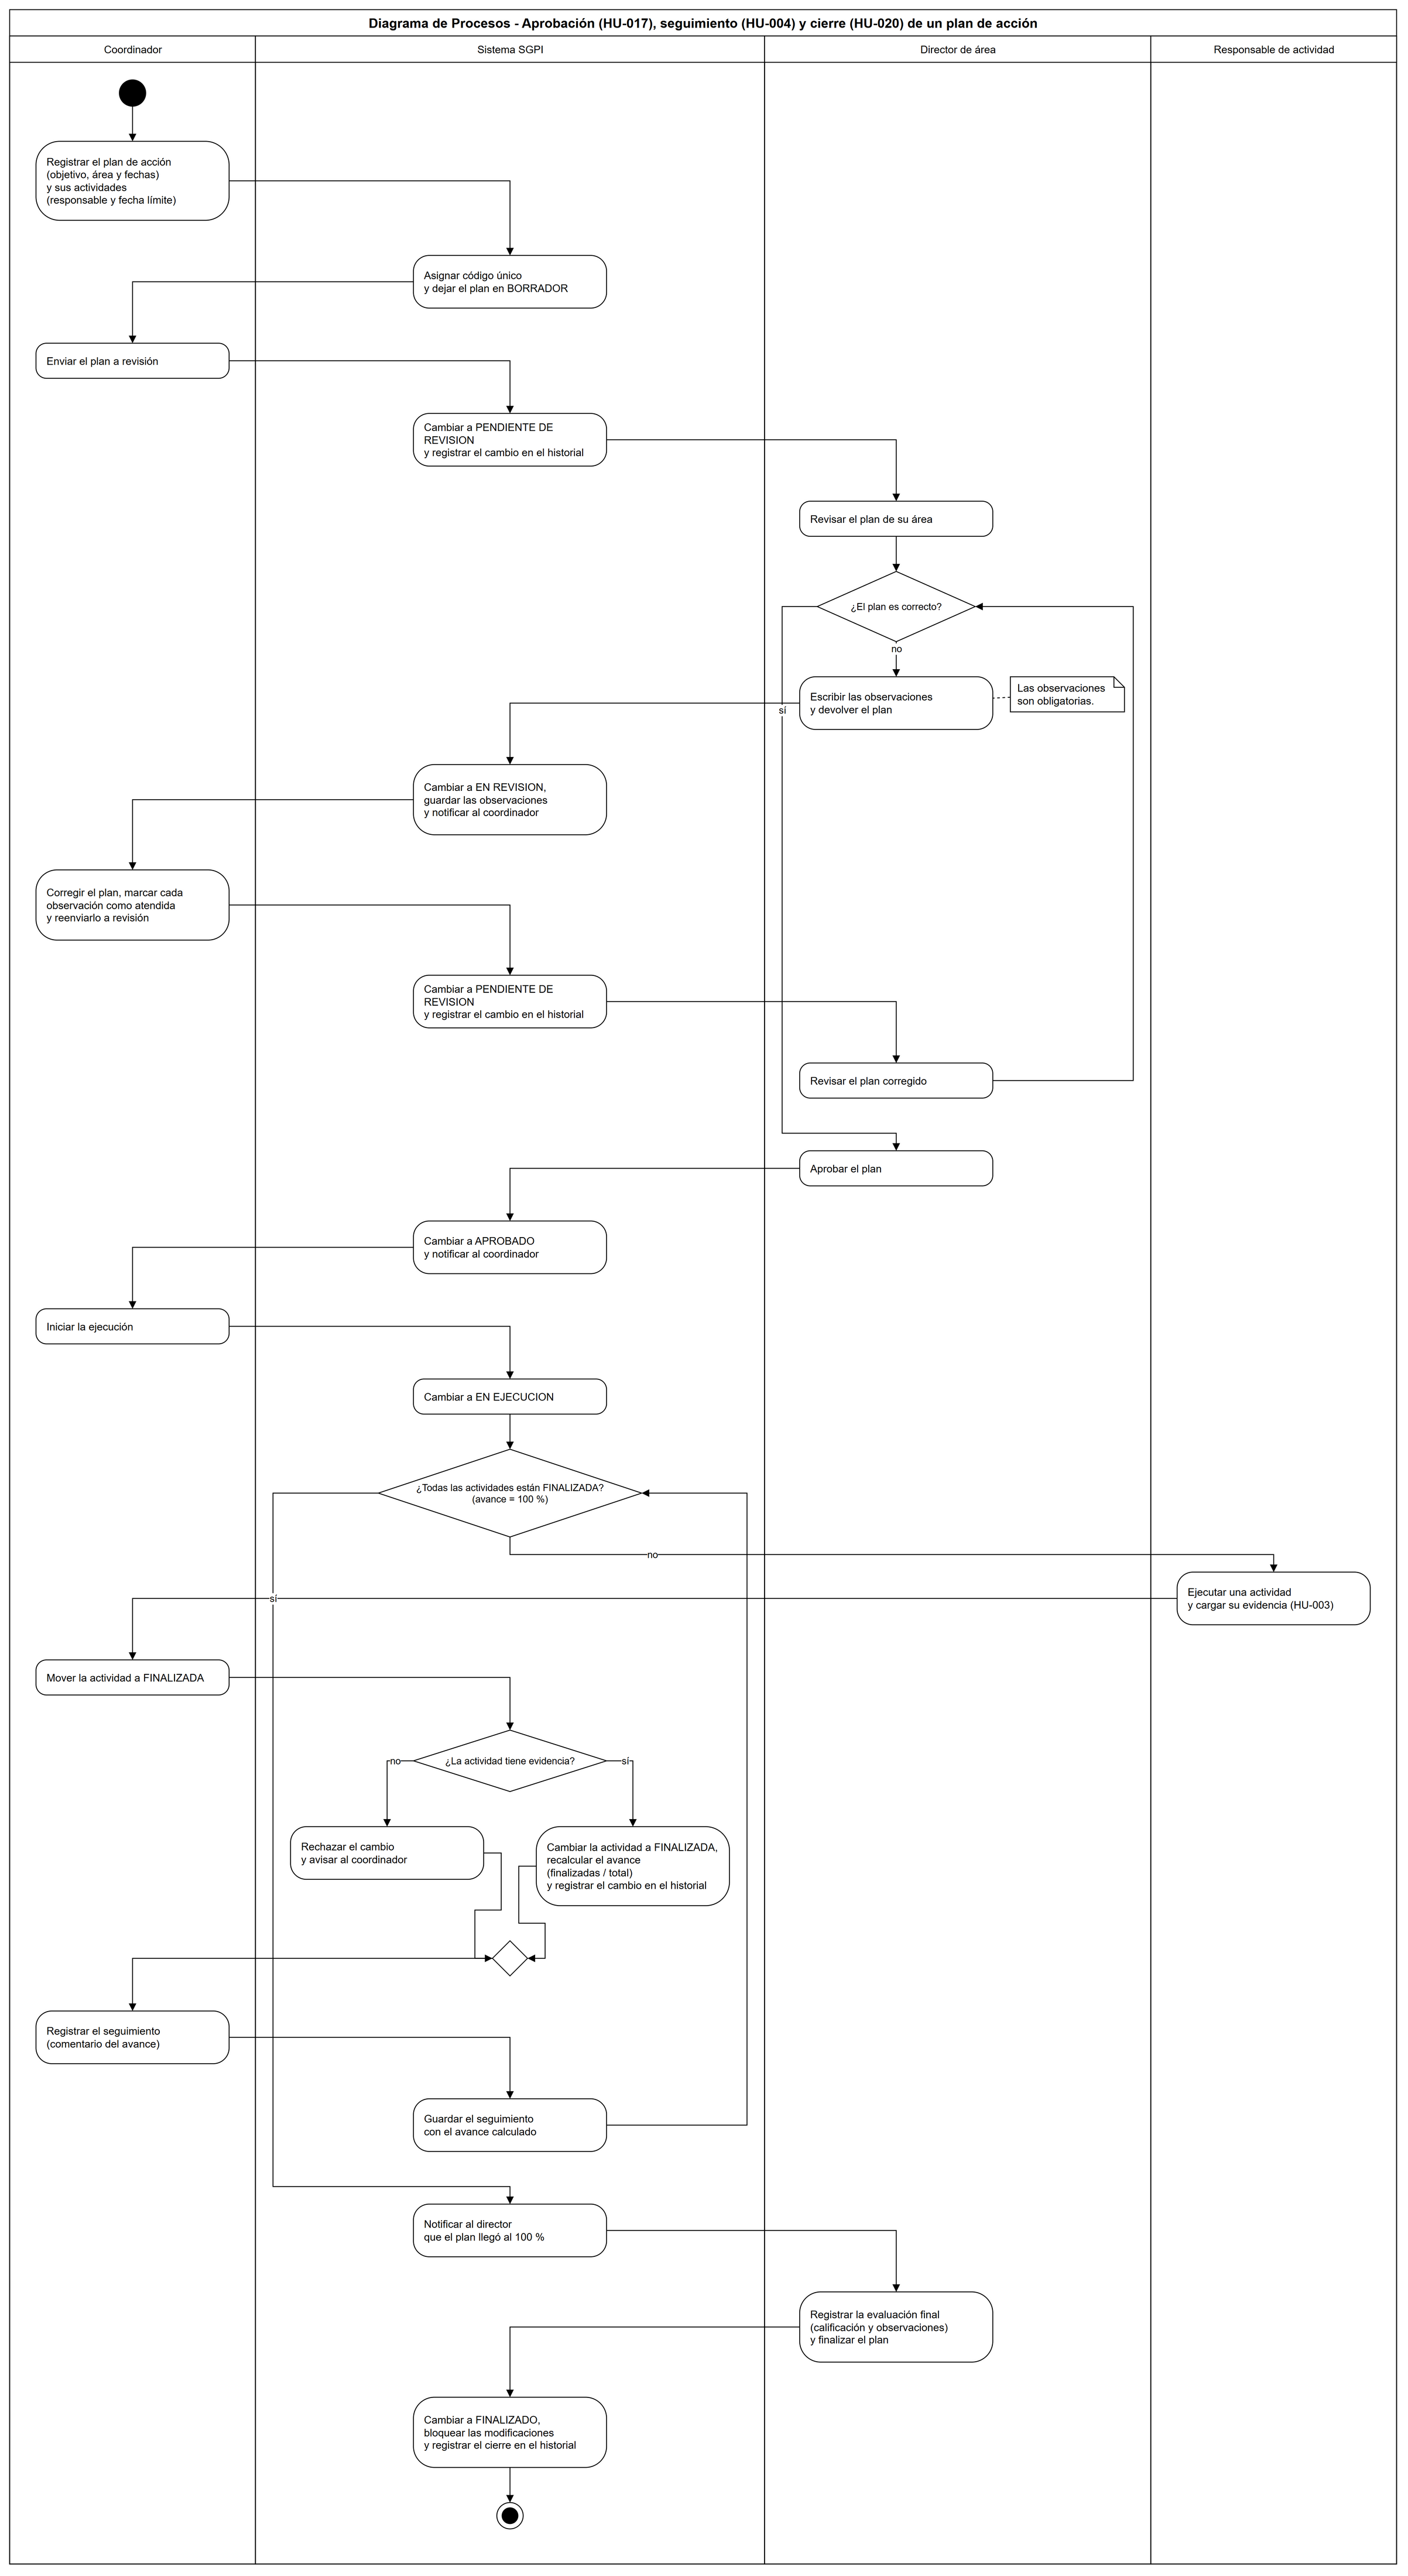 Diagrama de Procesos - Aprobación (HU-017), seguimiento (HU-004) y cierre (HU-020) de un plan de acción
Coordinador
Sistema SGPI
Director de área
Responsable de actividad
Registrar el plan de acción
(objetivo, área y fechas)
y sus actividades
(responsable y fecha límite)
Asignar código único
y dejar el plan en BORRADOR
Enviar el plan a revisión
Cambiar a PENDIENTE DE
REVISION
y registrar el cambio en el historial
Revisar el plan de su área
¿El plan es correcto?
no
Escribir las observaciones
y devolver el plan
Las observaciones
son obligatorias.
sí
Cambiar a EN REVISION,
guardar las observaciones
y notificar al coordinador
Corregir el plan, marcar cada
observación como atendida
y reenviarlo a revisión
Cambiar a PENDIENTE DE
REVISION
y registrar el cambio en el historial
Revisar el plan corregido
Aprobar el plan
Cambiar a APROBADO
y notificar al coordinador
Iniciar la ejecución
Cambiar a EN EJECUCION
¿Todas las actividades están FINALIZADA?
(avance = 100 %)
no
Ejecutar una actividad
y cargar su evidencia (HU-003)
sí
Mover la actividad a FINALIZADA
¿La actividad tiene evidencia?
no
sí
Rechazar el cambio
y avisar al coordinador
Cambiar la actividad a FINALIZADA,
recalcular el avance
(finalizadas / total)
y registrar el cambio en el historial
Registrar el seguimiento
(comentario del avance)
Guardar el seguimiento
con el avance calculado
Notificar al director
que el plan llegó al 100 %
Registrar la evaluación final
(calificación y observaciones)
y finalizar el plan
Cambiar a FINALIZADO,
bloquear las modificaciones
y registrar el cierre en el historial